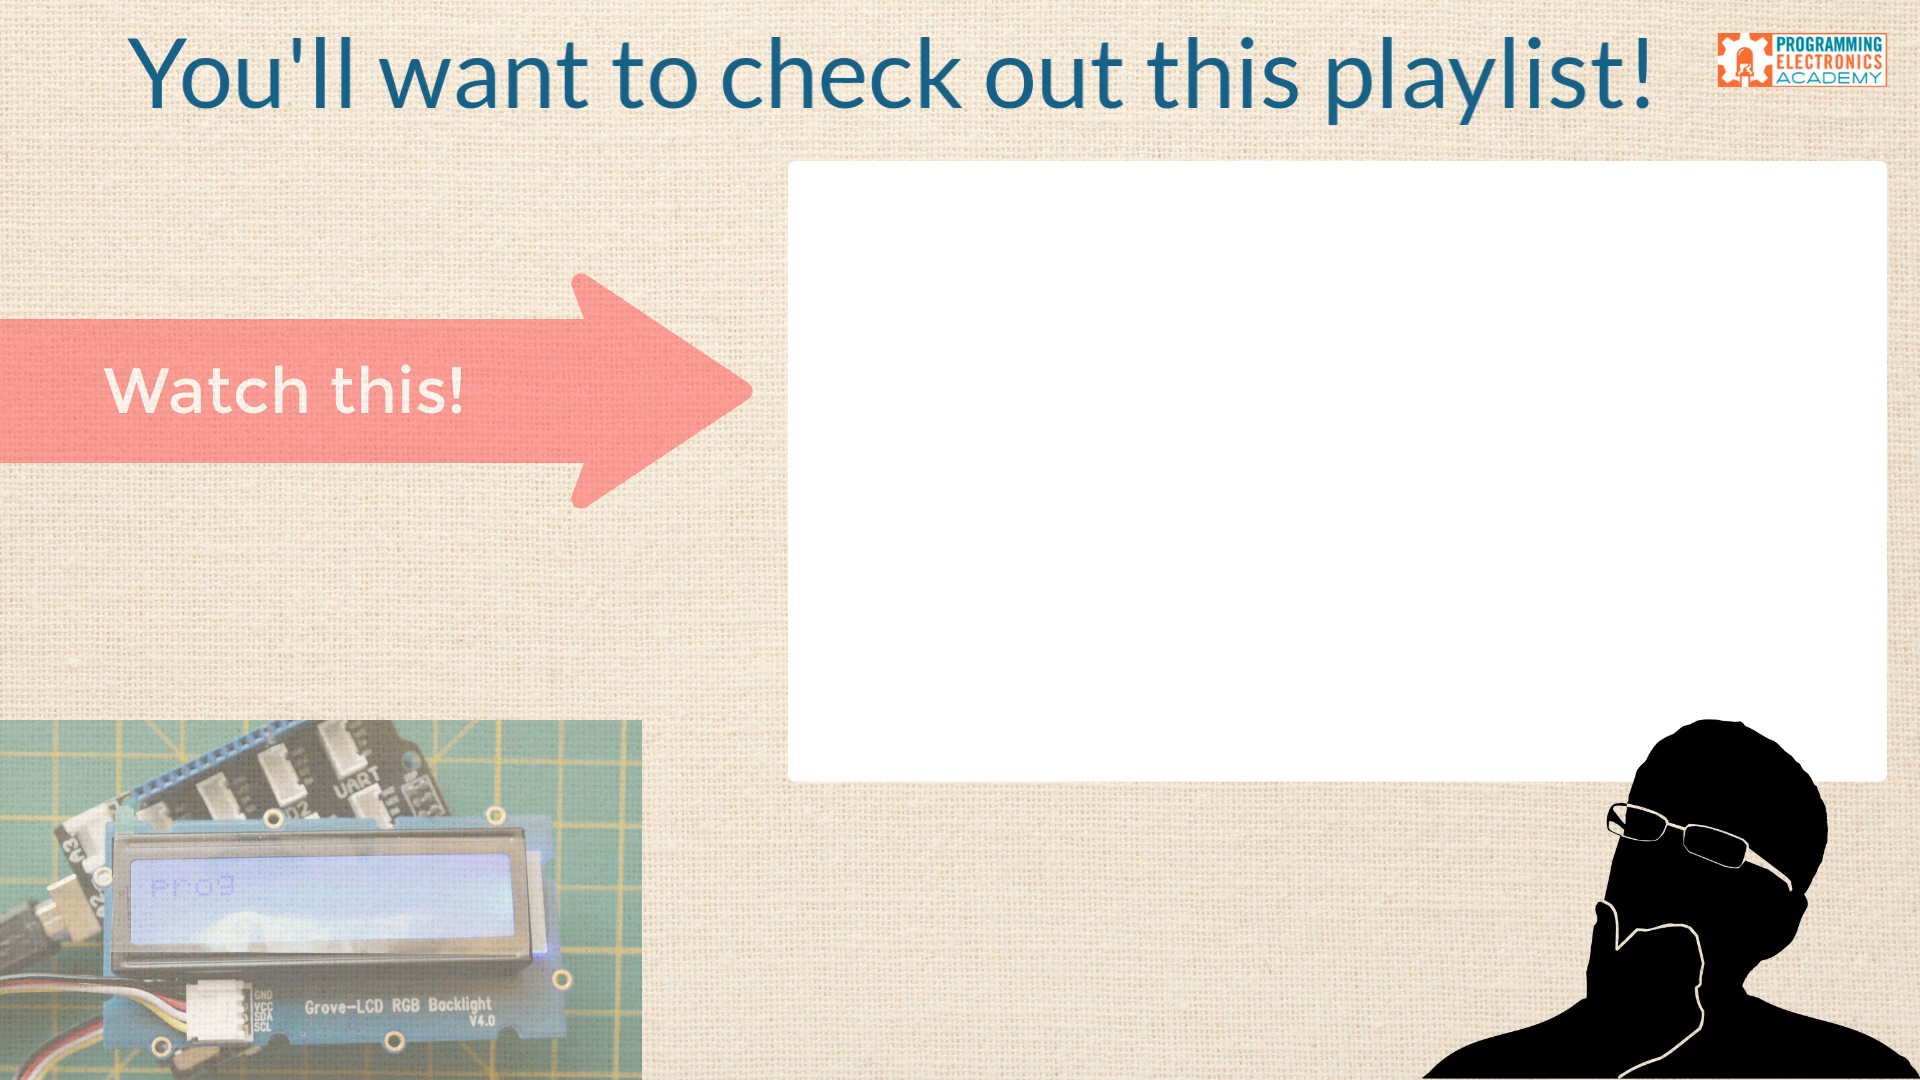 You'll want to check out this playlist!
PROGRAMMING
ELECTRONICS
ACADEMY
Watch this!
UART
prog
GND
VCC
SDA
SCL
Grove-LCD RGB Backlight
V4.0